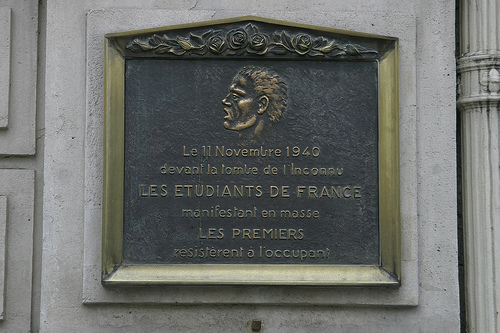 Le 11 Novembre 1940
devant la tombe de l'Inconnu
LES ETUDIANTS DE FRANCE
manifestant en masse
LES PREMIERS
resistèrent à l'occupant